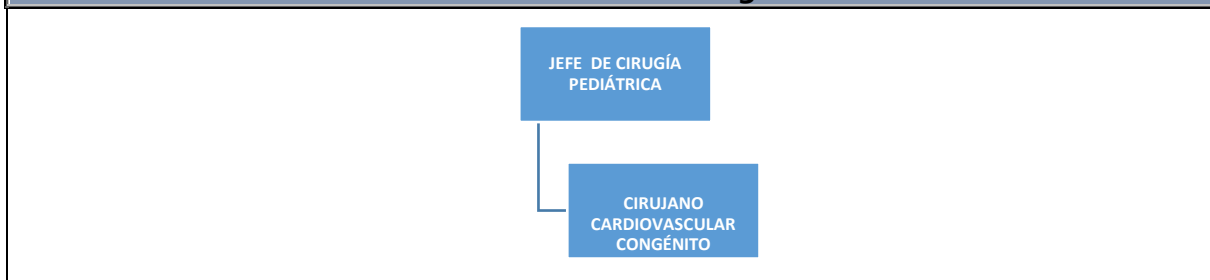 JEFE DE CIRUGÍA
PEDIÁTRICA
CIRUJANO
CARDIOVASCULAR
CONGÉNITO